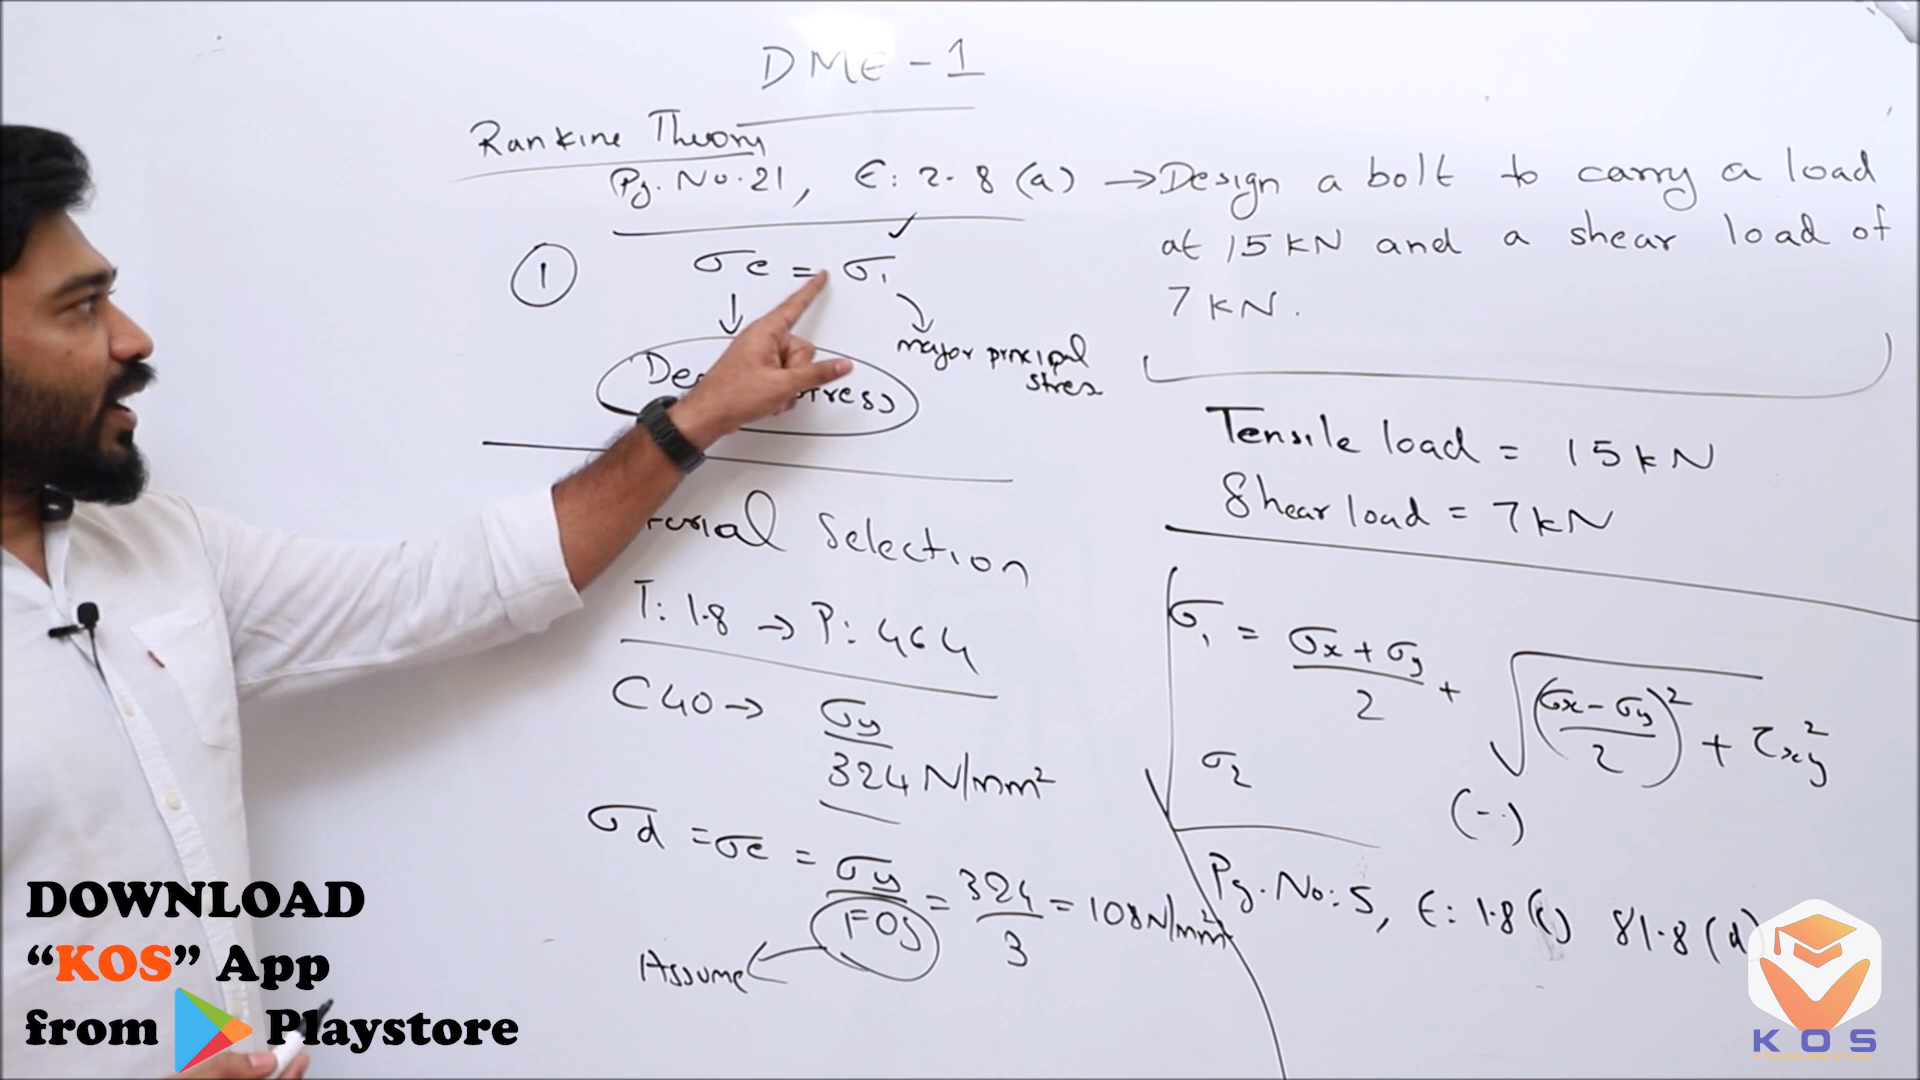 DME-1
Rankine Theory
Pg. No. 21, E: 2.8 (a) → Design a bolt to carry a load
at 15 kN and a shear load of
7 kN.
① σe = σ1 ✓
↓
major principal
stress
stress
Tensile load = 15 kN
Shear load = 7 kN
Selection
T: 1.8 → P: 464
C40 → σy
324 N/mm²
σd = σe = σy/FOS = 324/3 = 108 N/mm²
Assume
σ1 = (σx + σy)/2 + √(((σx - σy)/2)² + τxy²)
σ2 (-)
Pg. No: 5, E: 1.8 (c) & 1.8 (d)
DOWNLOAD
“KOS” App
from Playstore
KOS